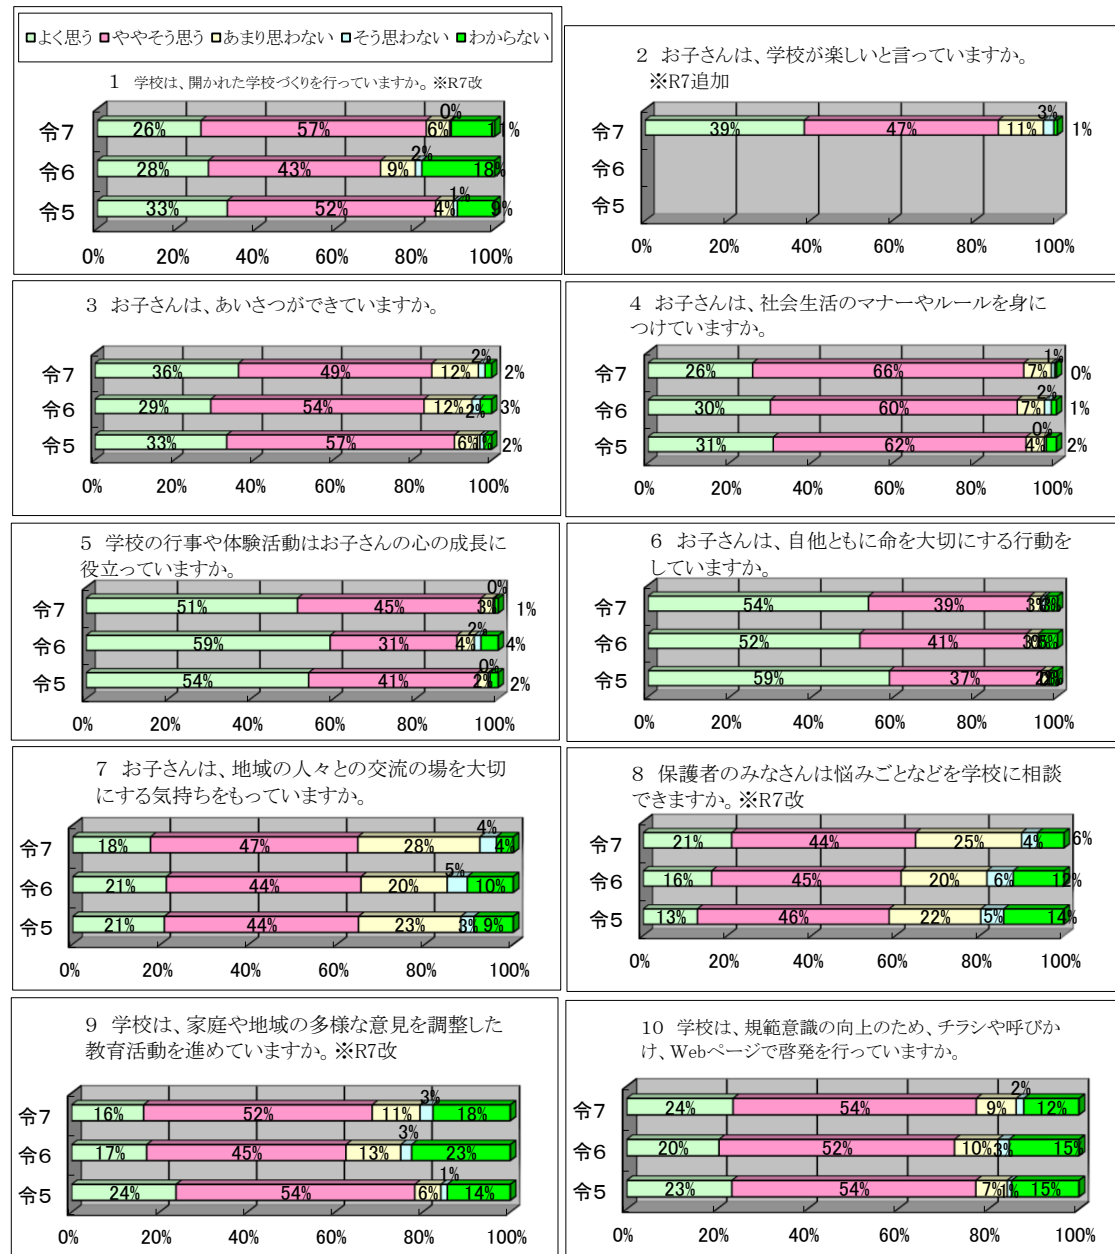 よく思う ややそう思う あまり思わない そう思わない わからない
1 学校は、開かれた学校づくりを行っていますか。※R7改
0%
令7 26% 57% 6% 11%
2%
令6 28% 43% 9% 18%
1%
令5 33% 52% 4% 9%
0% 20% 40% 60% 80% 100%
2 お子さんは、学校が楽しいと言っていますか。
※R7追加
3%
令7 39% 47% 11% 1%
令6
令5
0% 20% 40% 60% 80% 100%
3 お子さんは、あいさつができていますか。
2%
令7 36% 49% 12% 2%
令6 29% 54% 12% 2% 3%
令5 33% 57% 6% 1% 2%
0% 20% 40% 60% 80% 100%
4 お子さんは、社会生活のマナーやルールを身に
つけていますか。
1%
令7 26% 66% 7% 0%
2%
令6 30% 60% 7% 1%
0%
令5 31% 62% 4% 2%
0% 20% 40% 60% 80% 100%
5 学校の行事や体験活動はお子さんの心の成長に
役立っていますか。
0%
令7 51% 45% 3% 1%
2%
令6 59% 31% 4% 4%
0%
令5 54% 41% 2% 2%
0% 20% 40% 60% 80% 100%
6 お子さんは、自他ともに命を大切にする行動を
していますか。
令7 54% 39% 3%
令6 52% 41% 3%
令5 59% 37%
0% 20% 40% 60% 80% 100%
7 お子さんは、地域の人々との交流の場を大切
にする気持ちをもっていますか。
4%
令7 18% 47% 28% 4%
5%
令6 21% 44% 20% 10%
令5 21% 44% 23% 3% 9%
0% 20% 40% 60% 80% 100%
8 保護者のみなさんは悩みごとなどを学校に相談
できますか。※R7改
令7 21% 44% 25% 4% 6%
令6 16% 45% 20% 6% 12%
令5 13% 46% 22% 5% 14%
0% 20% 40% 60% 80% 100%
9 学校は、家庭や地域の多様な意見を調整した
教育活動を進めていますか。※R7改
3%
令7 16% 52% 11% 18%
3%
令6 17% 45% 13% 23%
1%
令5 24% 54% 6% 14%
0% 20% 40% 60% 80% 100%
10 学校は、規範意識の向上のため、チラシや呼びか
け、Webページで啓発を行っていますか。
2%
令7 24% 54% 9% 12%
令6 20% 52% 10% 3% 15%
令5 23% 54% 7% 1% 15%
0% 20% 40% 60% 80% 100%